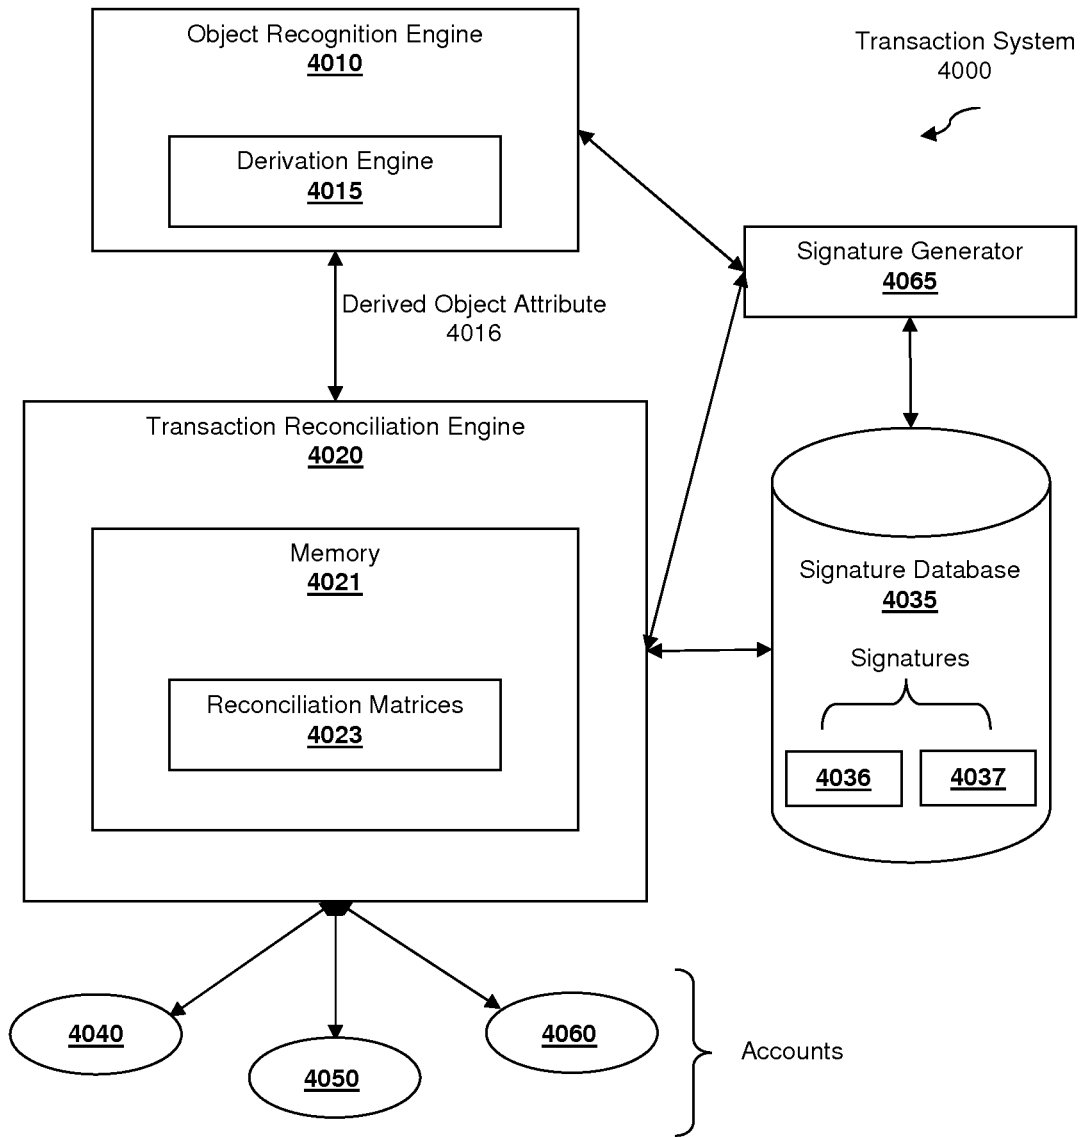 Object Recognition Engine
4010
Transaction System
4000
Derivation Engine
4015
Signature Generator
4065
Derived Object Attribute
4016
Transaction Reconciliation Engine
4020
Memory
4021
Signature Database
4035
Signatures
Reconciliation Matrices
4023
4036
4037
4040
4050
4060
Accounts